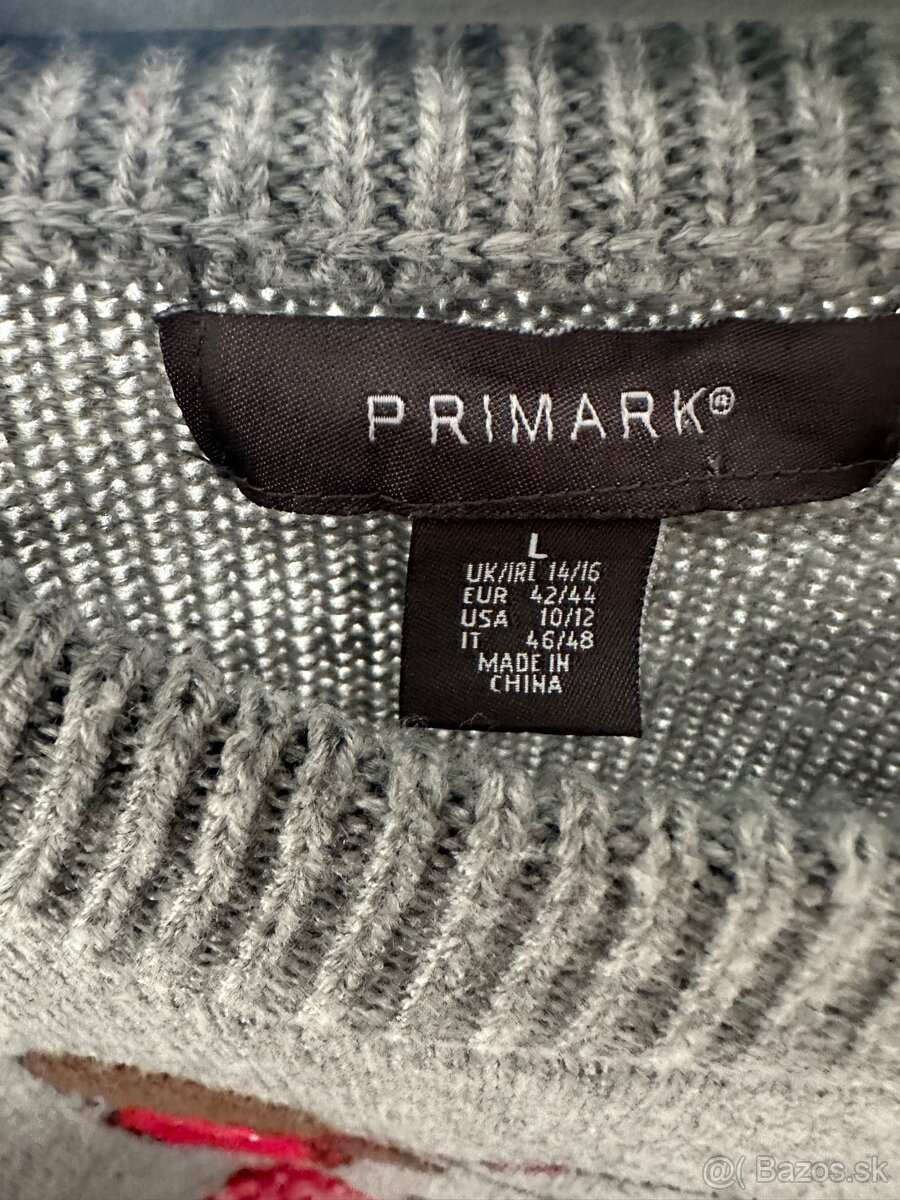 PRIMARK®
L
UK/IRL 14/16
EUR 42/44
USA 10/12
IT 46/48
MADE IN
CHINA
@( Bazos.sk